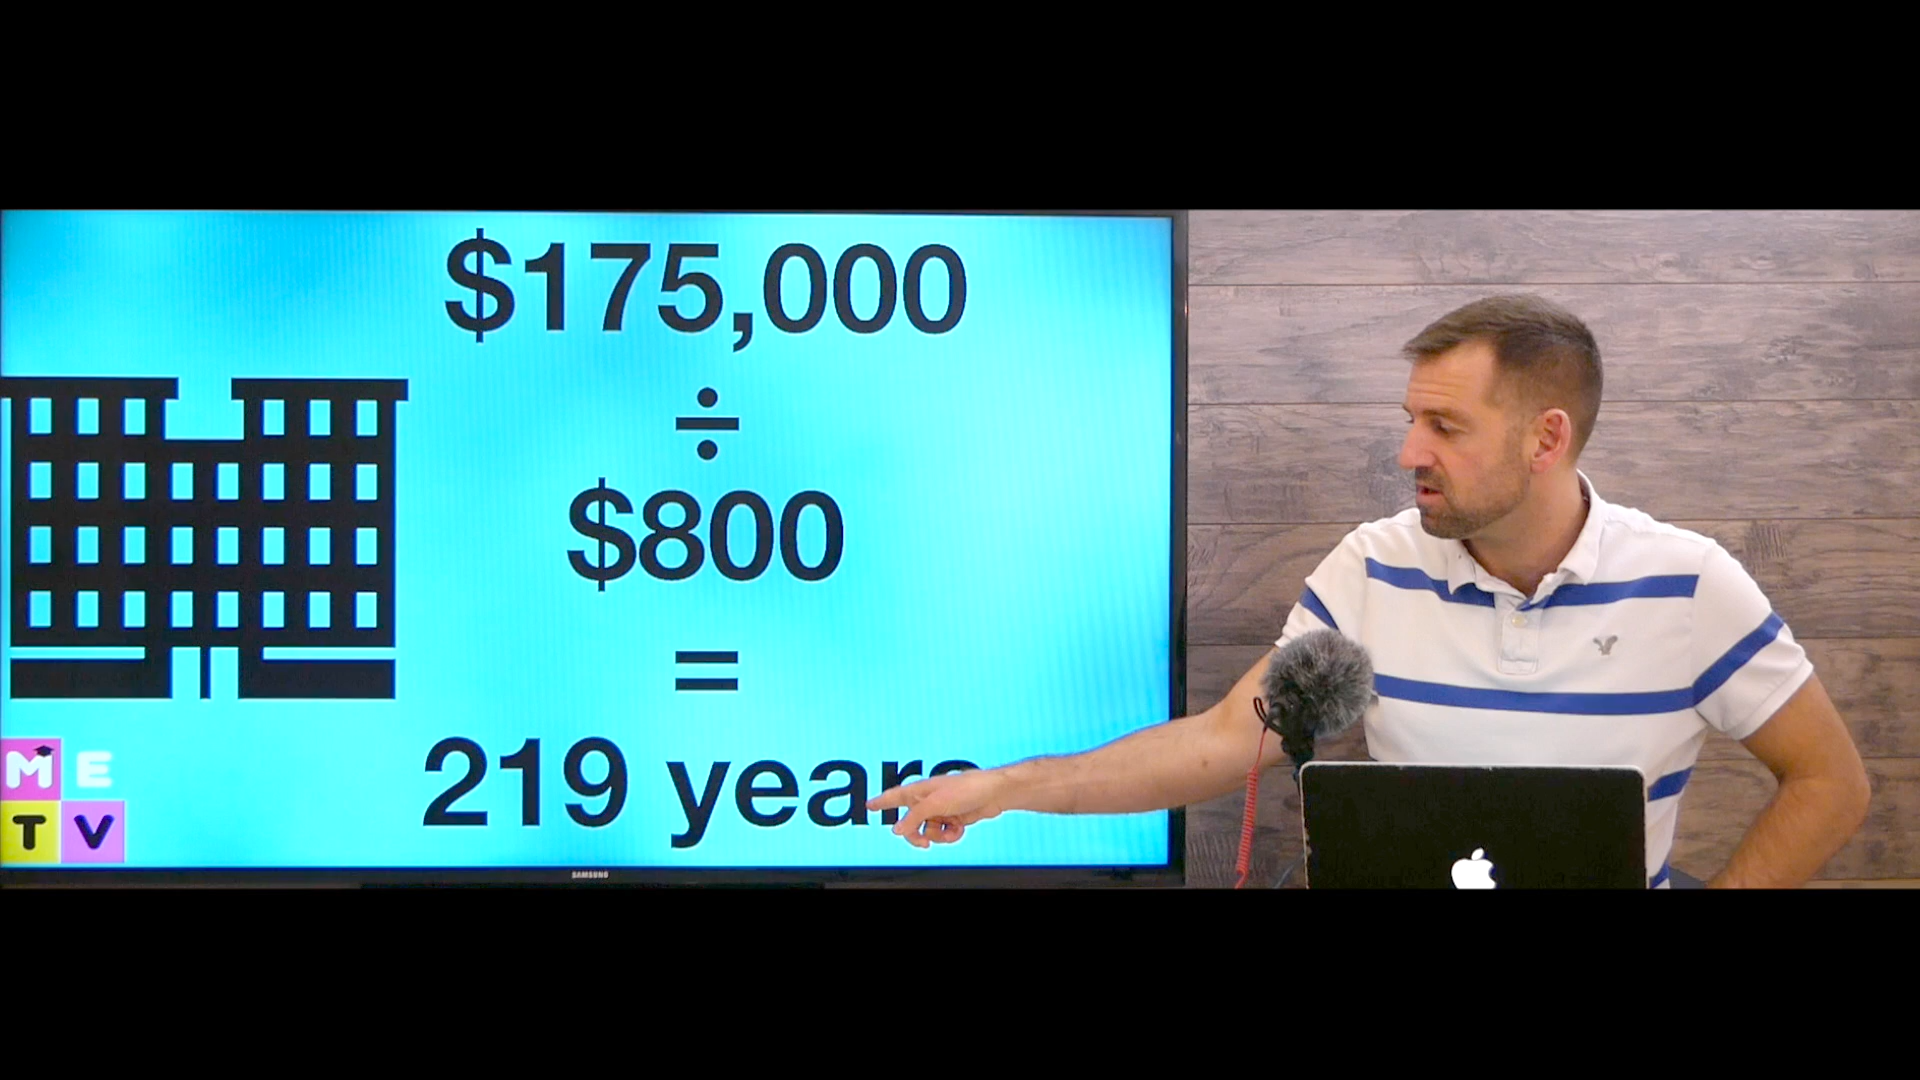 $175,000
÷
$800
=
219 years
M E
T V
SAMSUNG